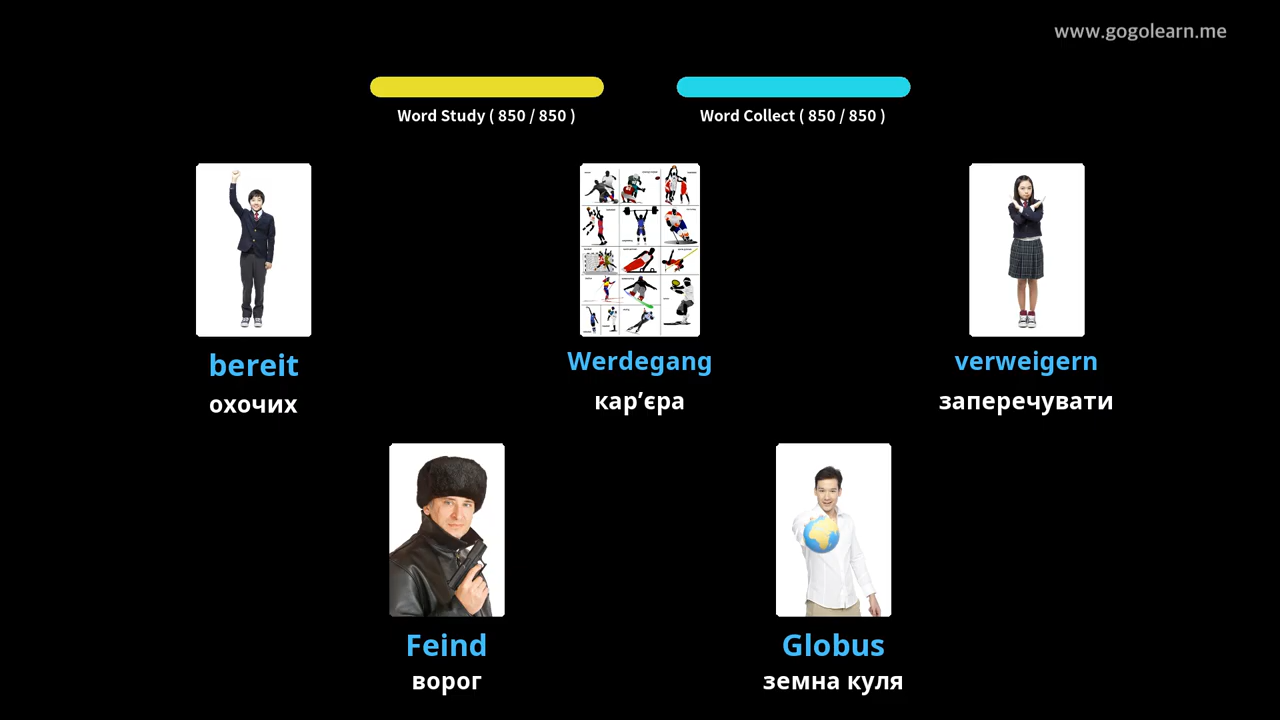 www.gogolearn.me
Word Study ( 850 / 850 )
Word Collect ( 850 / 850 )
bereit
охочих
Werdegang
кар’єра
verweigern
заперечувати
Feind
ворог
Globus
земна куля